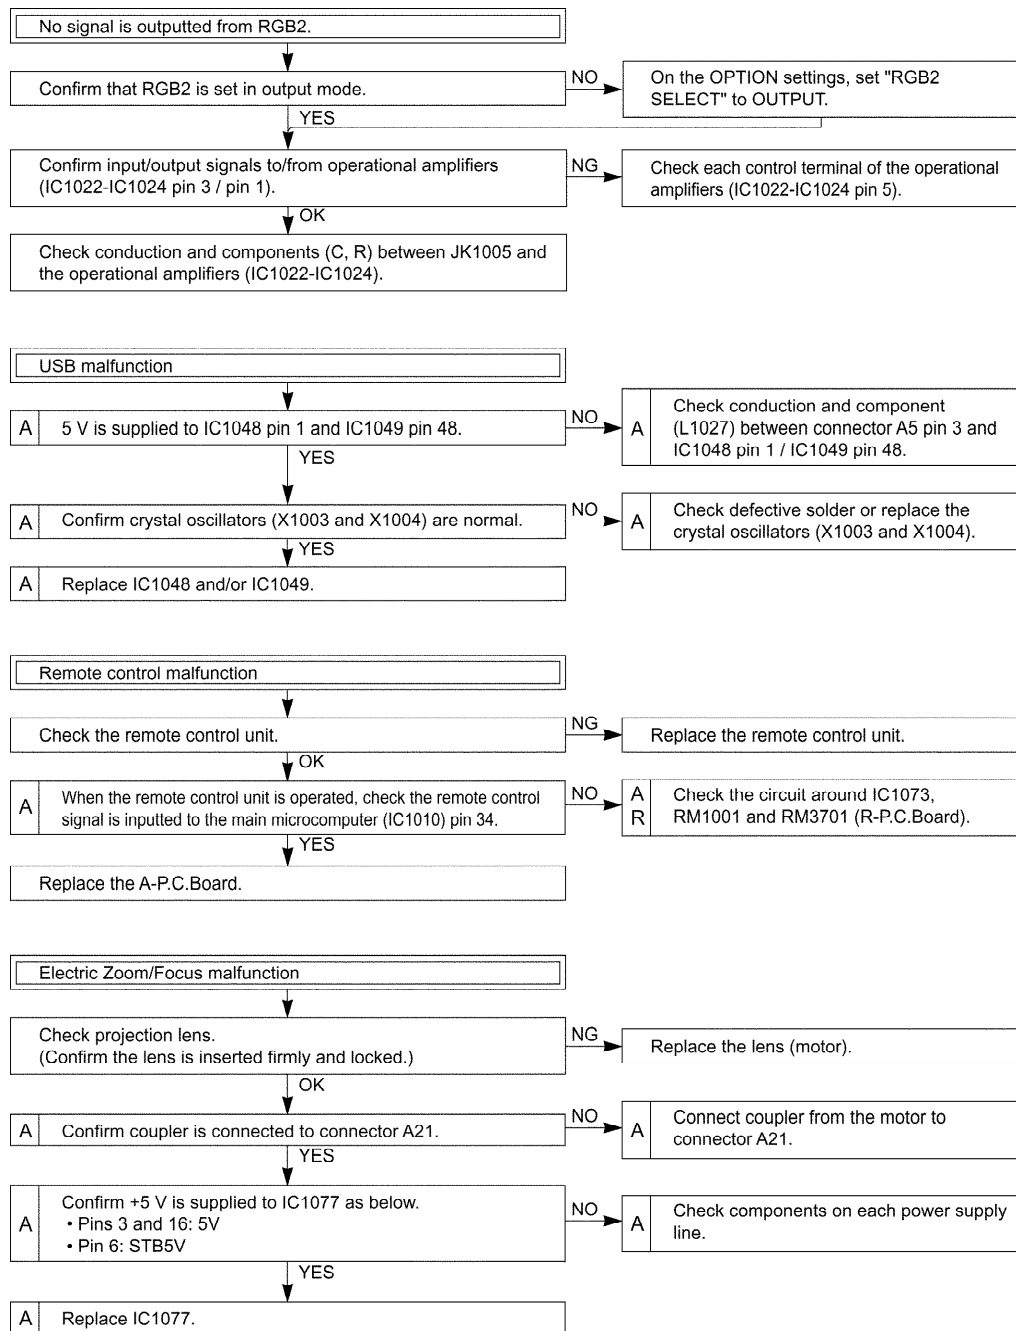 No signal is outputted from RGB2.
Confirm that RGB2 is set in output mode.
NO
On the OPTION settings, set "RGB2
SELECT" to OUTPUT.
YES
Confirm input/output signals to/from operational amplifiers
(IC1022-IC1024 pin 3 / pin 1).
NG
Check each control terminal of the operational
amplifiers (IC1022-IC1024 pin 5).
OK
Check conduction and components (C, R) between JK1005 and
the operational amplifiers (IC1022-IC1024).
USB malfunction
A
5 V is supplied to IC1048 pin 1 and IC1049 pin 48.
NO
A
Check conduction and component
(L1027) between connector A5 pin 3 and
IC1048 pin 1 / IC1049 pin 48.
YES
A
Confirm crystal oscillators (X1003 and X1004) are normal.
NO
A
Check defective solder or replace the
crystal oscillators (X1003 and X1004).
YES
A
Replace IC1048 and/or IC1049.
Remote control malfunction
Check the remote control unit.
NG
Replace the remote control unit.
OK
A
When the remote control unit is operated, check the remote control
signal is inputted to the main microcomputer (IC1010) pin 34.
NO
A
R
Check the circuit around IC1073,
RM1001 and RM3701 (R-P.C.Board).
YES
Replace the A-P.C.Board.
Electric Zoom/Focus malfunction
Check projection lens.
(Confirm the lens is inserted firmly and locked.)
NG
Replace the lens (motor).
OK
A
Confirm coupler is connected to connector A21.
NO
A
Connect coupler from the motor to
connector A21.
YES
A
Confirm +5 V is supplied to IC1077 as below.
• Pins 3 and 16: 5V
• Pin 6: STB5V
NO
A
Check components on each power supply
line.
YES
A
Replace IC1077.